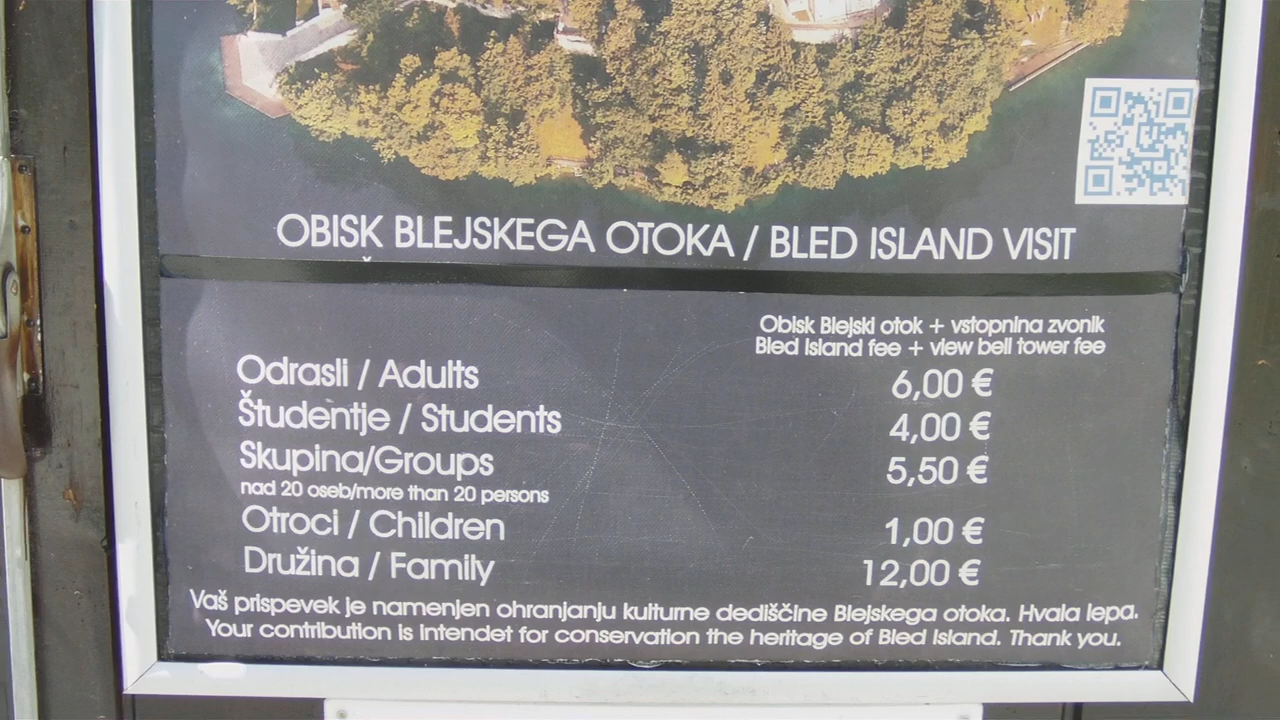 OBISK BLEJSKEGA OTOKA / BLED ISLAND VISIT
Obisk Blejski otok + vstopnina zvonik
Bled Island fee + view bell tower fee
Odrasli / Adults 6,00 €
Študentje / Students 4,00 €
Skupina/Groups 5,50 €
nad 20 oseb/more than 20 persons
Otroci / Children 1,00 €
Družina / Family 12,00 €
Vaš prispevek je namenjen ohranjanju kulturne dediščine Blejskega otoka. Hvala lepa.
Your contribution is intendet for conservation the heritage of Bled Island. Thank you.